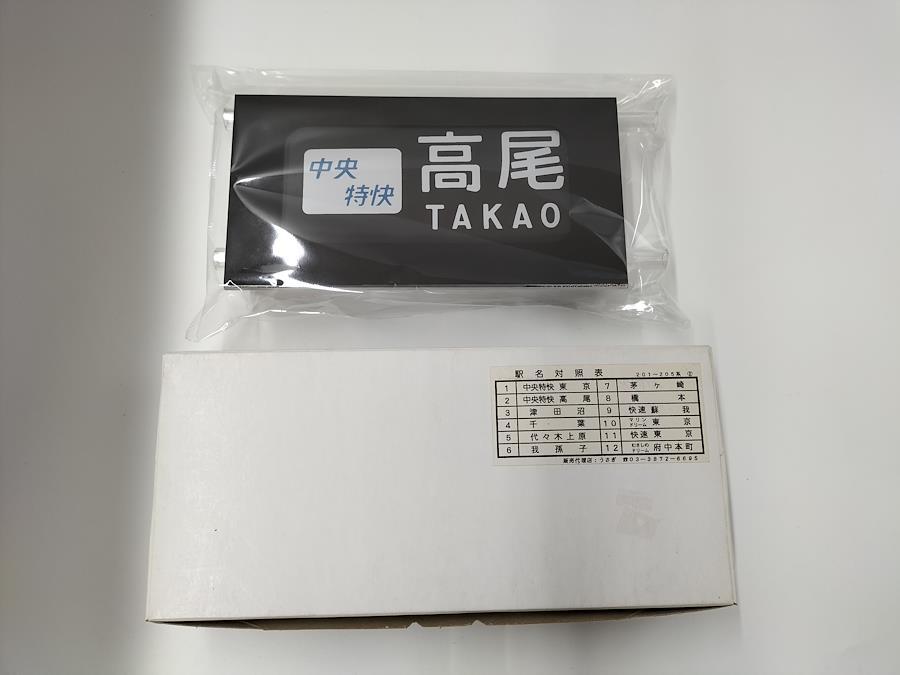 中央
特快
高尾
TAKAO
駅名対照表 201～205系 ②
1 中央特快 東京 7 茅ヶ崎
2 中央特快 高尾 8 橋本
3 津田沼 9 快速 蘇我
4 千葉 10 マリンドリーム 東京
5 代々木上原 11 快速 東京
6 我孫子 12 むさしのドリーム 府中本町
販売代理店：うさぎ ☎03-3872-6695